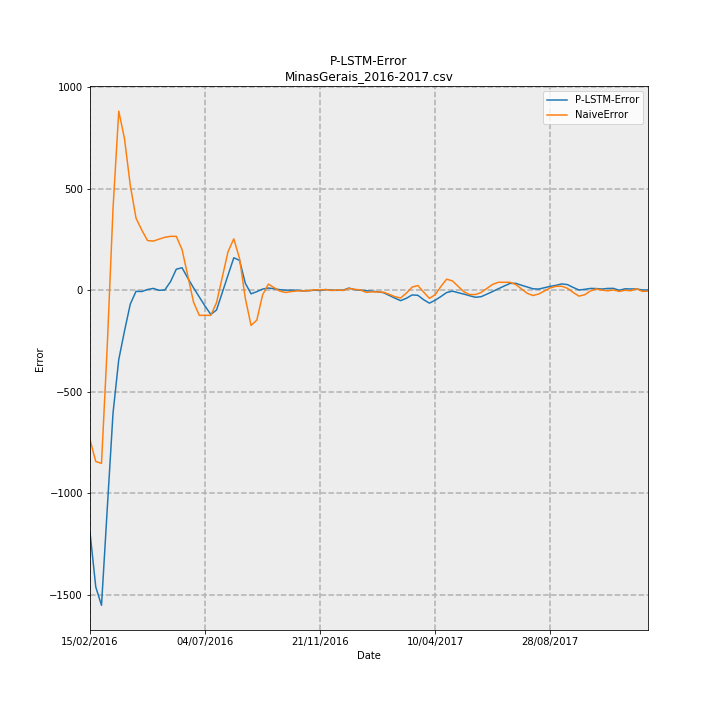 P-LSTM-Error
MinasGerais_2016-2017.csv
P-LSTM-Error
NaiveError
1000
500
0
−500
−1000
−1500
Error
15/02/2016 04/07/2016 21/11/2016 10/04/2017 28/08/2017
Date